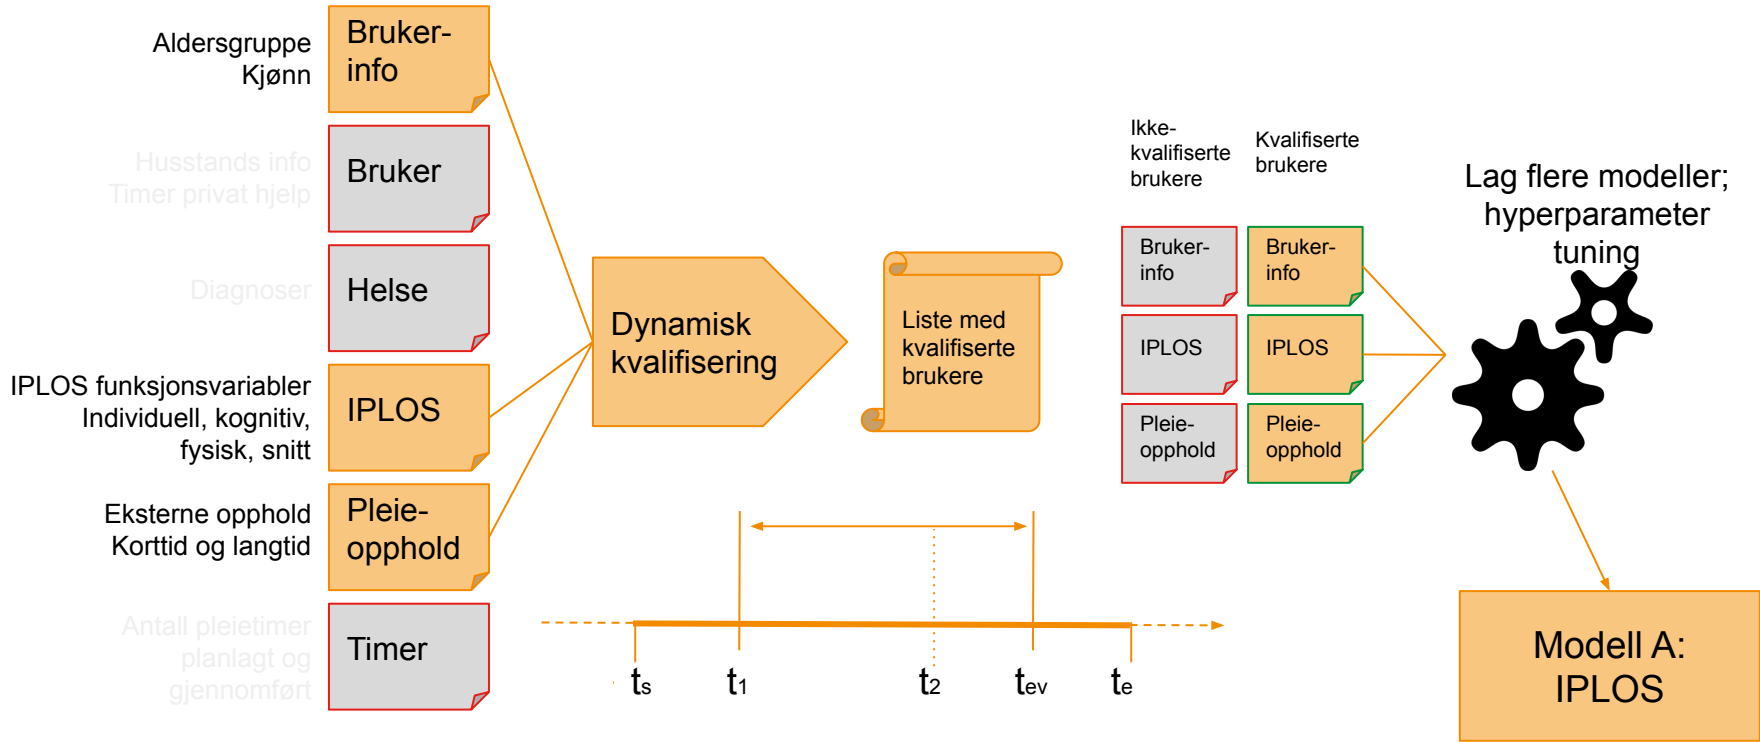 Aldersgruppe
Kjønn
Bruker-
info
Husstands info
Timer privat hjelp
Bruker
Diagnoser
Helse
IPLOS funksjonsvariabler
Individuell, kognitiv,
fysisk, snitt
IPLOS
Eksterne opphold
Korttid og langtid
Pleie-
opphold
Antall pleietimer
planlagt og
gjennomført
Timer
Dynamisk
kvalifisering
Liste med
kvalifiserte
brukere
ts
t1
t2
tev
te
Ikke-
kvalifiserte
brukere
Kvalifiserte
brukere
Bruker-
info
Bruker-
info
IPLOS
IPLOS
Pleie-
opphold
Pleie-
opphold
Lag flere modeller;
hyperparameter
tuning
Modell A:
IPLOS